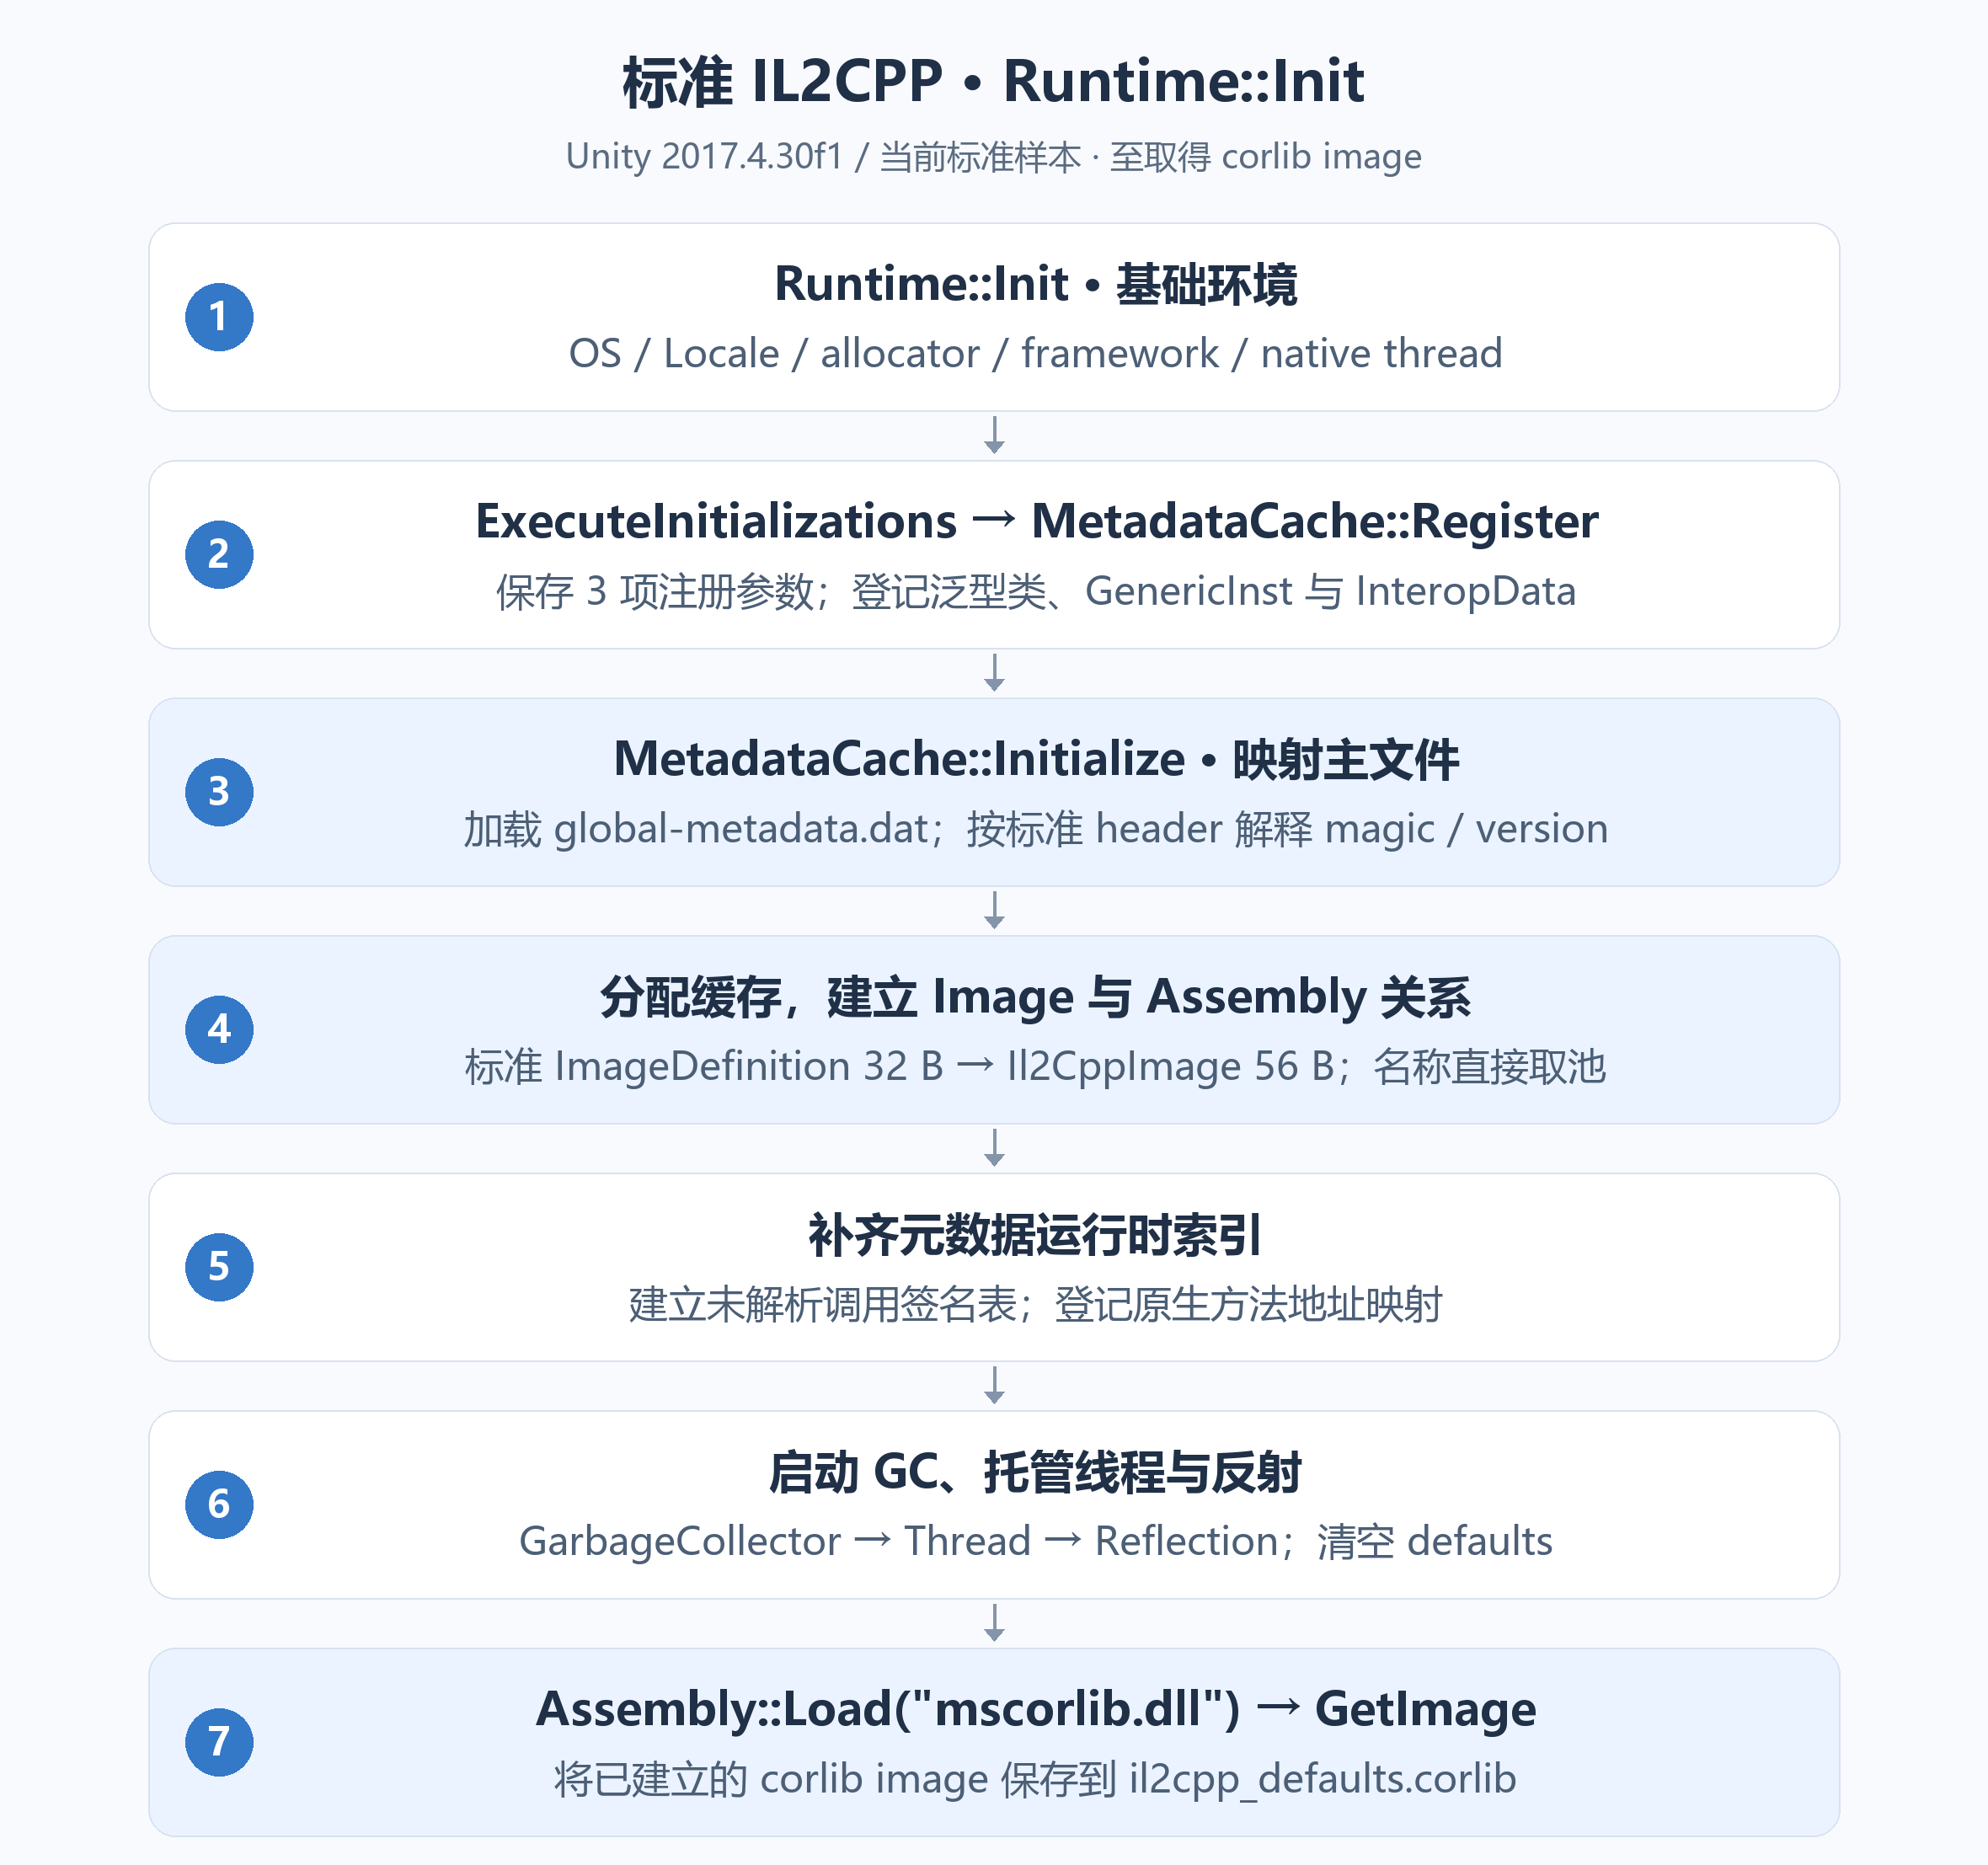 标准 IL2CPP • Runtime::Init
Unity 2017.4.30f1 / 当前标准样本 · 至取得 corlib image
1
Runtime::Init • 基础环境
OS / Locale / allocator / framework / native thread
2
ExecuteInitializations → MetadataCache::Register
保存 3 项注册参数；登记泛型类、GenericInst 与 InteropData
3
MetadataCache::Initialize • 映射主文件
加载 global-metadata.dat；按标准 header 解释 magic / version
4
分配缓存，建立 Image 与 Assembly 关系
标准 ImageDefinition 32 B → Il2CppImage 56 B；名称直接取池
5
补齐元数据运行时索引
建立未解析调用签名表；登记原生方法地址映射
6
启动 GC、托管线程与反射
GarbageCollector → Thread → Reflection；清空 defaults
7
Assembly::Load("mscorlib.dll") → GetImage
将已建立的 corlib image 保存到 il2cpp_defaults.corlib